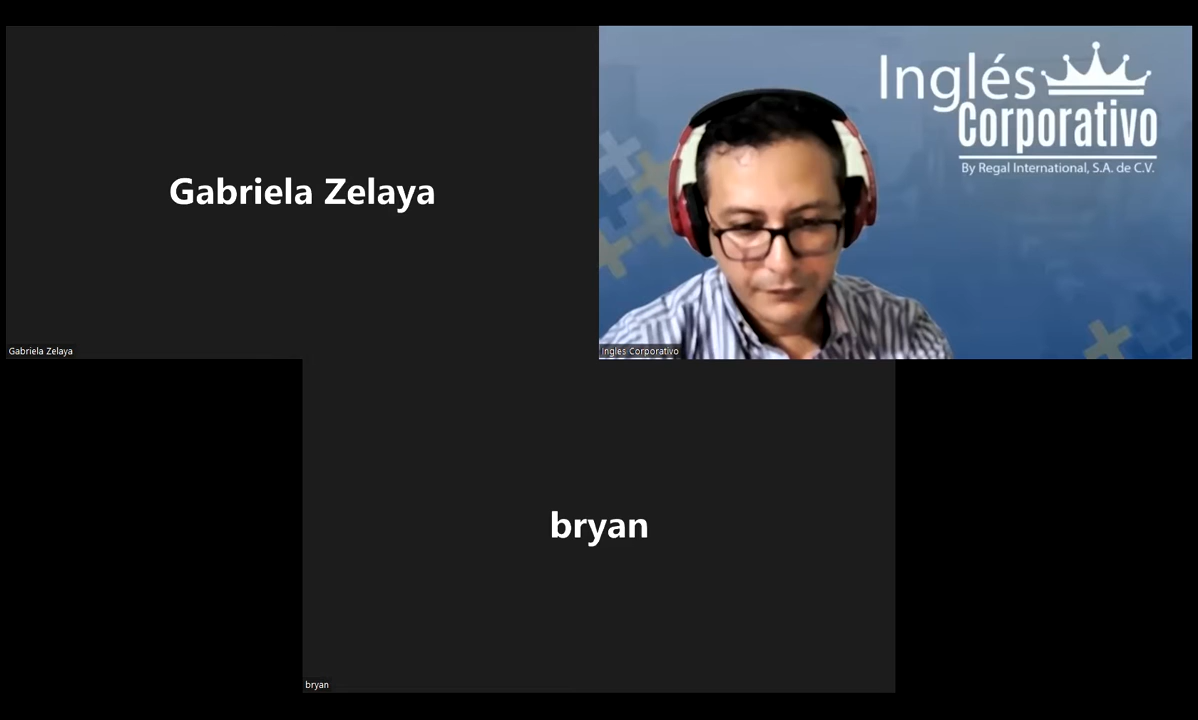 Gabriela Zelaya
Inglés
Corporativo
By Regal International, S.A. de C.V.
Gabriela Zelaya
Ingles Corporativo
bryan
bryan